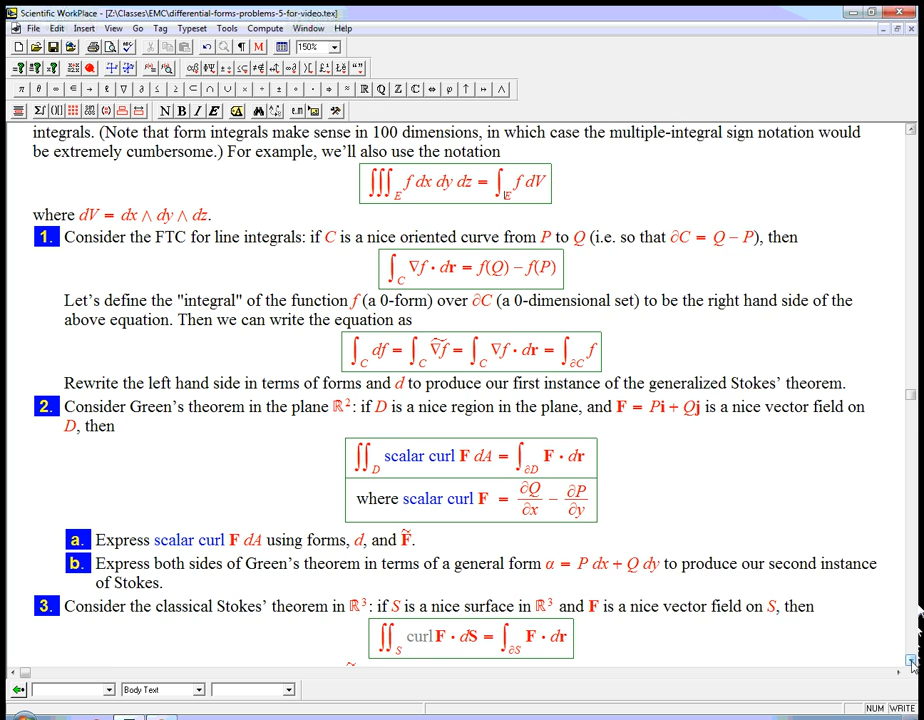 Scientific WorkPlace - [Z:\Classes\EMC\differential-forms-problems-5-for-video.tex]
File Edit Insert View Go Tag Typeset Tools Compute Window Help
150%
integrals. (Note that form integrals make sense in 100 dimensions, in which case the multiple-integral sign notation would
be extremely cumbersome.) For example, we'll also use the notation
∭_E f dx dy dz = ∫_E f dV
where dV = dx ∧ dy ∧ dz.
1. Consider the FTC for line integrals: if C is a nice oriented curve from P to Q (i.e. so that ∂C = Q − P), then
∫_C ∇f · dr = f(Q) − f(P)
Let's define the "integral" of the function f (a 0-form) over ∂C (a 0-dimensional set) to be the right hand side of the
above equation. Then we can write the equation as
∫_C df = ∫_C ∇̃f = ∫_C ∇f · dr = ∫_∂C f
Rewrite the left hand side in terms of forms and d to produce our first instance of the generalized Stokes' theorem.
2. Consider Green's theorem in the plane ℝ²: if D is a nice region in the plane, and F = Pi + Qj is a nice vector field on
D, then
∬_D scalar curl F dA = ∫_∂D F · dr
where scalar curl F = ∂Q/∂x − ∂P/∂y
a. Express scalar curl F dA using forms, d, and F̃.
b. Express both sides of Green's theorem in terms of a general form α = P dx + Q dy to produce our second instance
of Stokes.
3. Consider the classical Stokes' theorem in ℝ³: if S is a nice surface in ℝ³ and F is a nice vector field on S, then
∬_S curl F · dS = ∫_∂S F · dr
Body Text
NUM WRITE